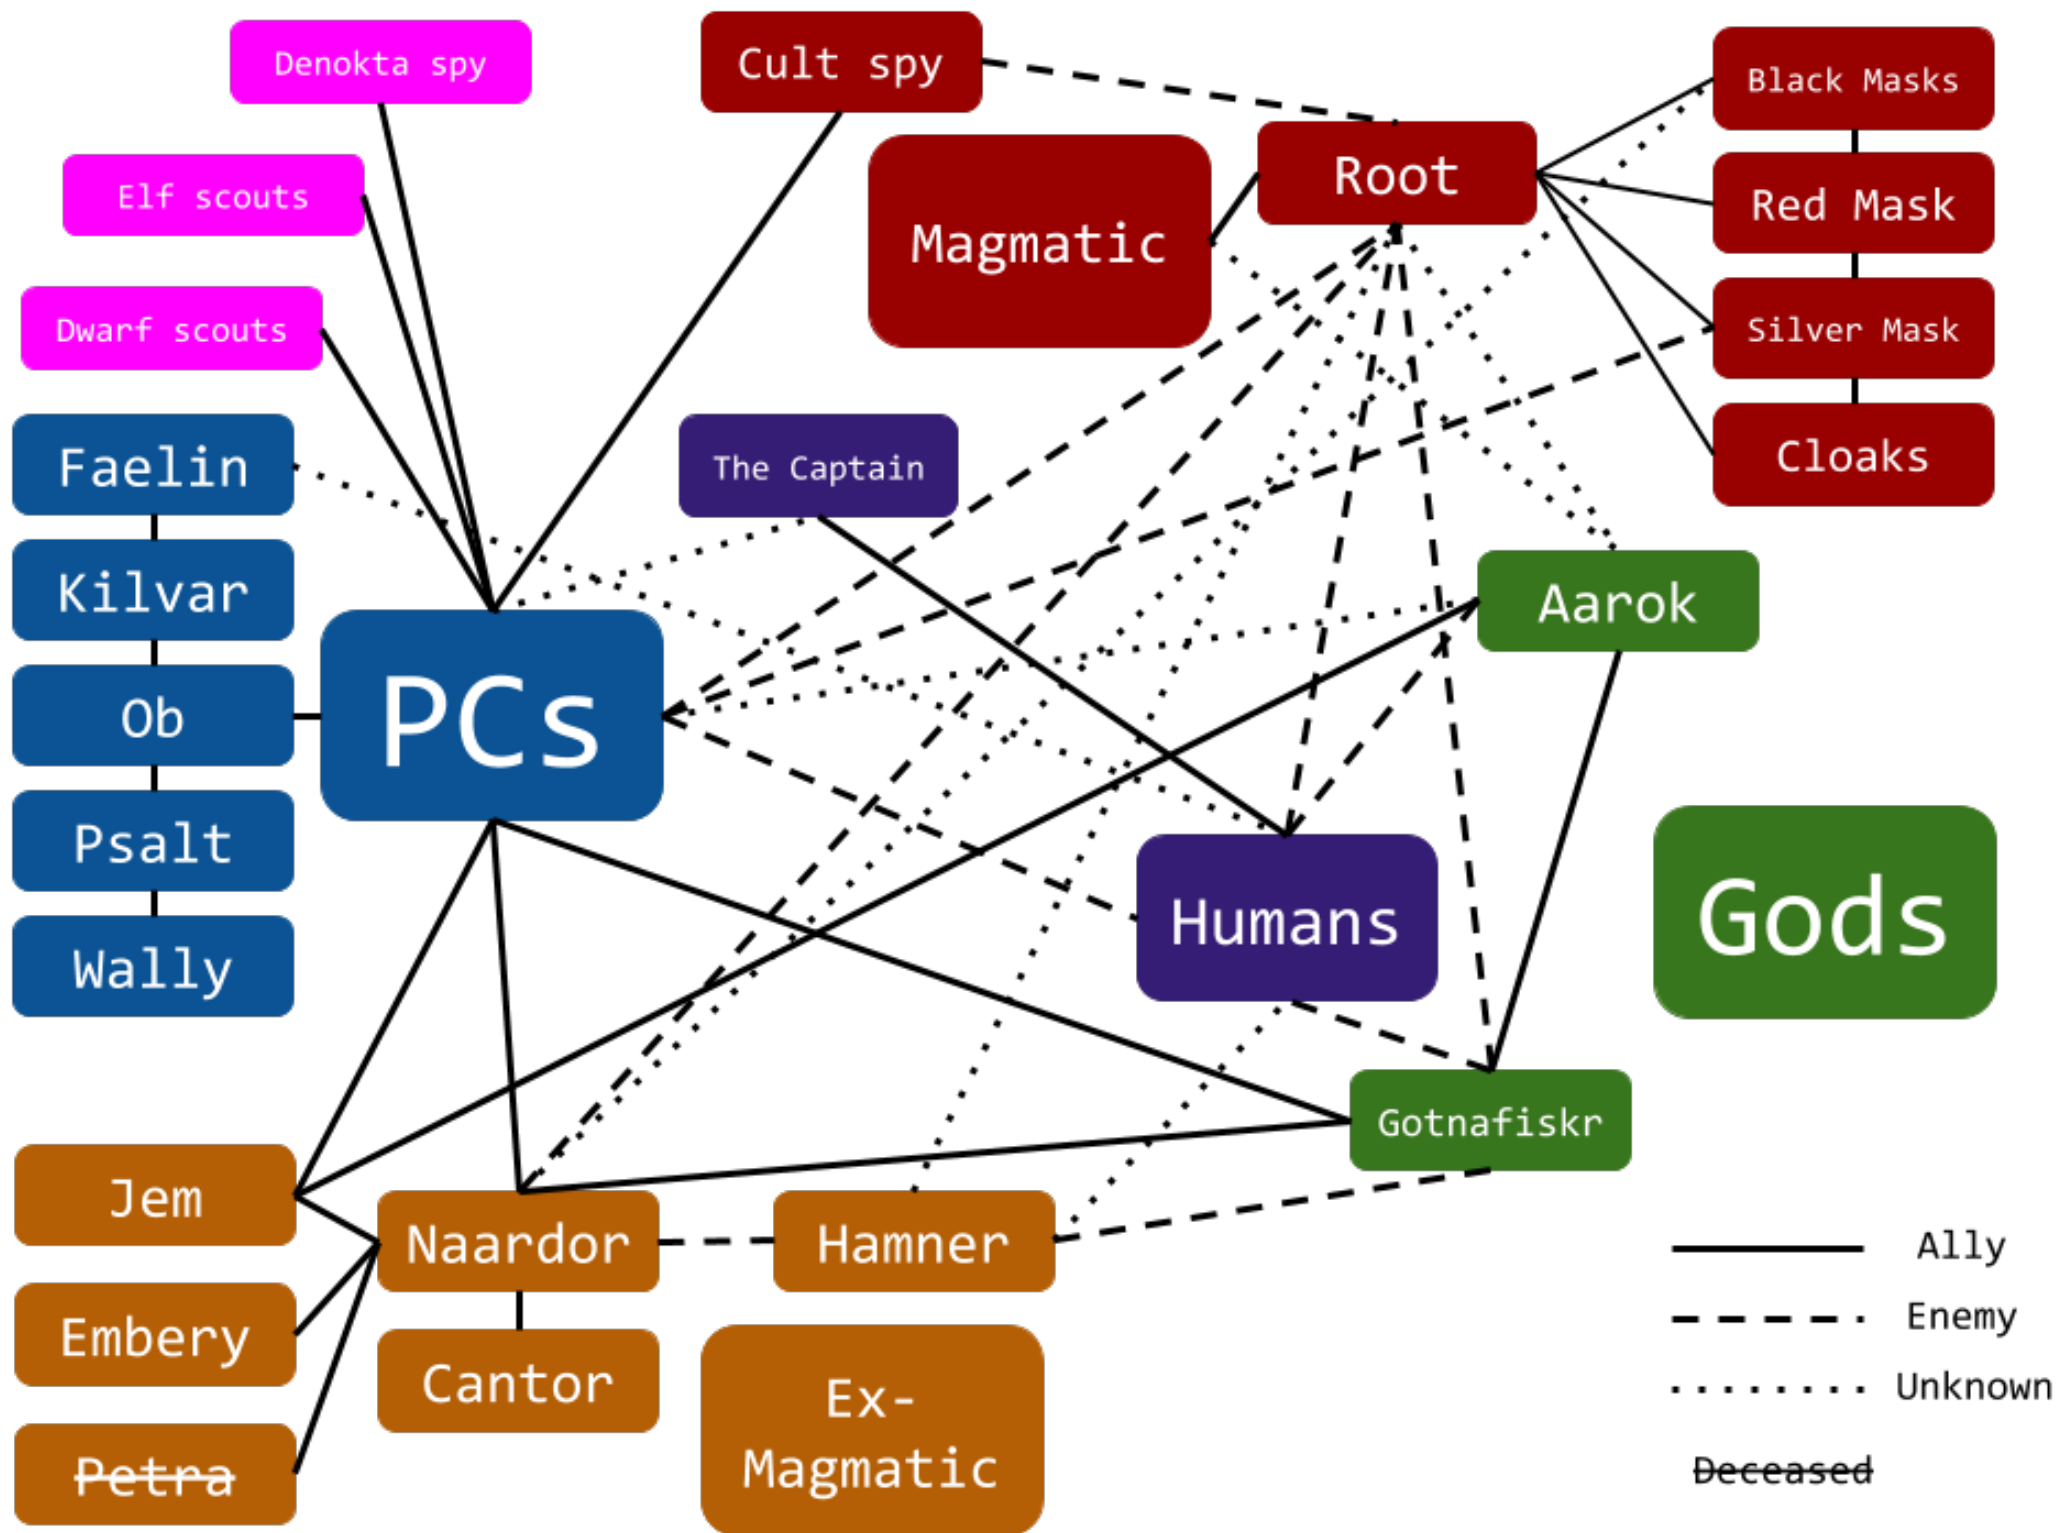 Denokta spy
Cult spy
Black Masks
Elf scouts
Root
Red Mask
Magmatic
Dwarf scouts
Silver Mask
Faelin
The Captain
Cloaks
Kilvar
Aarok
Ob
PCs
Psalt
Humans
Gods
Wally
Gotnafiskr
Jem
Naardor
Hamner
Ally
Embery
Enemy
Cantor
Ex-
Magmatic
Unknown
Petra
Deceased